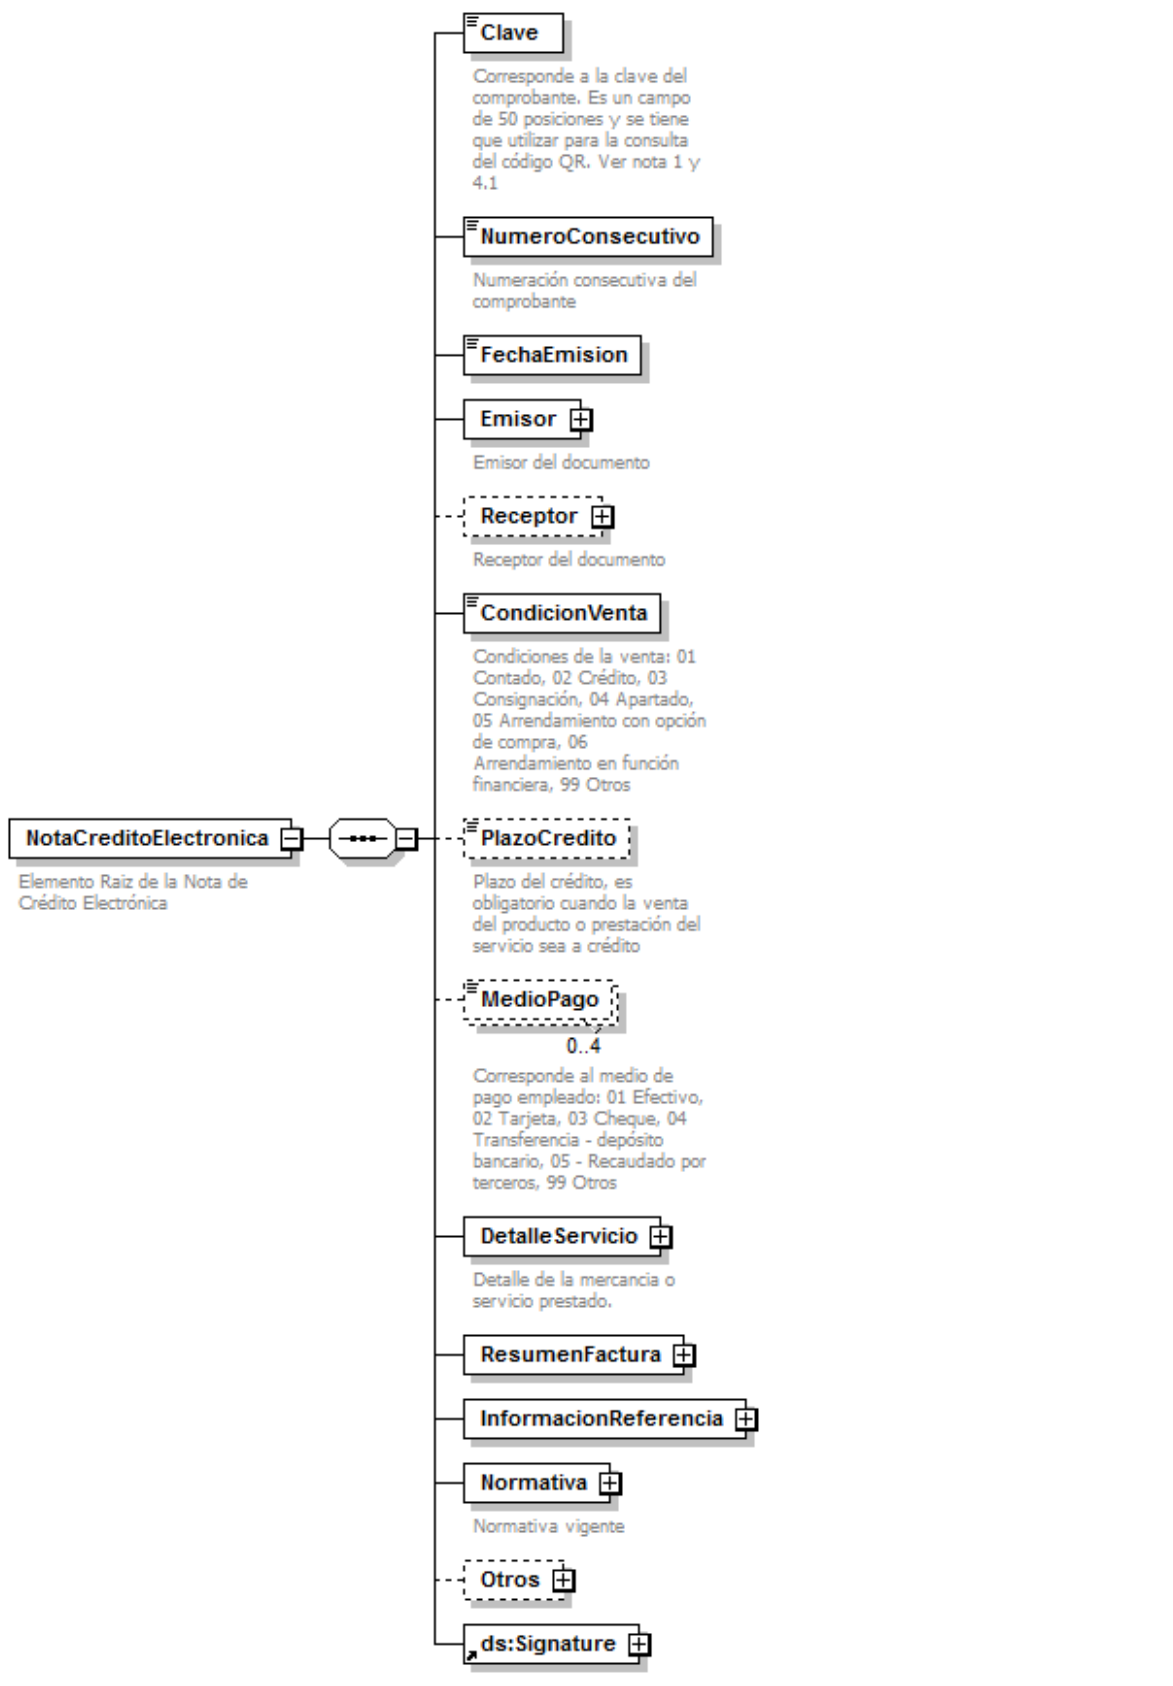 Clave
Corresponde a la clave del
comprobante. Es un campo
de 50 posiciones y se tiene
que utilizar para la consulta
del código QR. Ver nota 1 y
4.1
NumeroConsecutivo
Numeración consecutiva del
comprobante
FechaEmision
Emisor
Emisor del documento
Receptor
Receptor del documento
CondicionVenta
Condiciones de la venta: 01
Contado, 02 Crédito, 03
Consignación, 04 Apartado,
05 Arrendamiento con opción
de compra, 06
Arrendamiento en función
financiera, 99 Otros
NotaCreditoElectronica
Elemento Raiz de la Nota de
Crédito Electrónica
PlazoCredito
Plazo del crédito, es
obligatorio cuando la venta
del producto o prestación del
servicio sea a crédito
MedioPago
0..4
Corresponde al medio de
pago empleado: 01 Efectivo,
02 Tarjeta, 03 Cheque, 04
Transferencia - depósito
bancario, 05 - Recaudado por
terceros, 99 Otros
DetalleServicio
Detalle de la mercancia o
servicio prestado.
ResumenFactura
InformacionReferencia
Normativa
Normativa vigente
Otros
ds:Signature